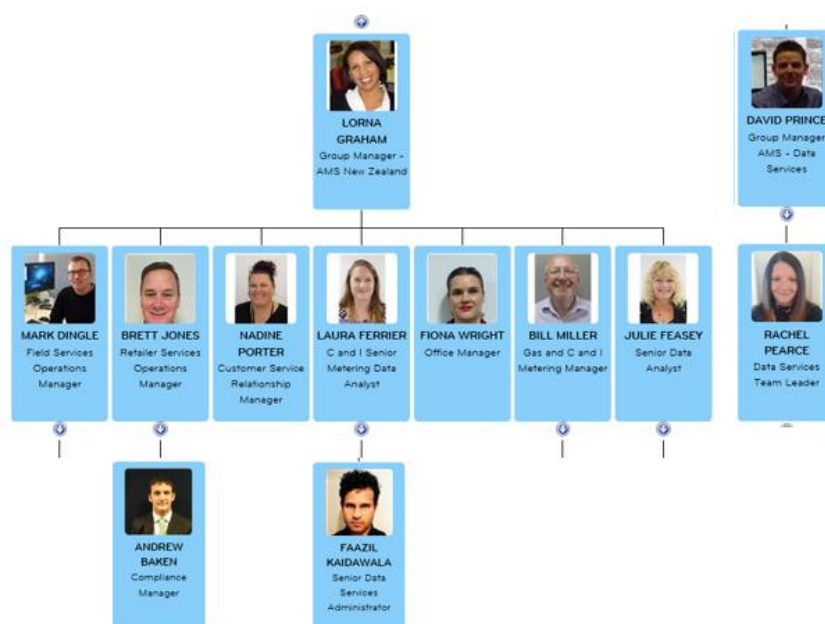 LORNA
GRAHAM
Group Manager -
AMS New Zealand
DAVID PRINCE
Group Manager
AMS - Data
Services
MARK DINGLE
Field Services
Operations
Manager
BRETT JONES
Retailer Services
Operations
Manager
NADINE
PORTER
Customer Service
Relationship
Manager
LAURA FERRIER
C and I Senior
Metering Data
Analyst
FIONA WRIGHT
Office Manager
BILL MILLER
Gas and C and I
Metering Manager
JULIE FEASEY
Senior Data
Analyst
RACHEL
PEARCE
Data Services
Team Leader
ANDREW
BAKEN
Compliance
Manager
FAAZIL
KAIDAWALA
Senior Data
Services
Administrator